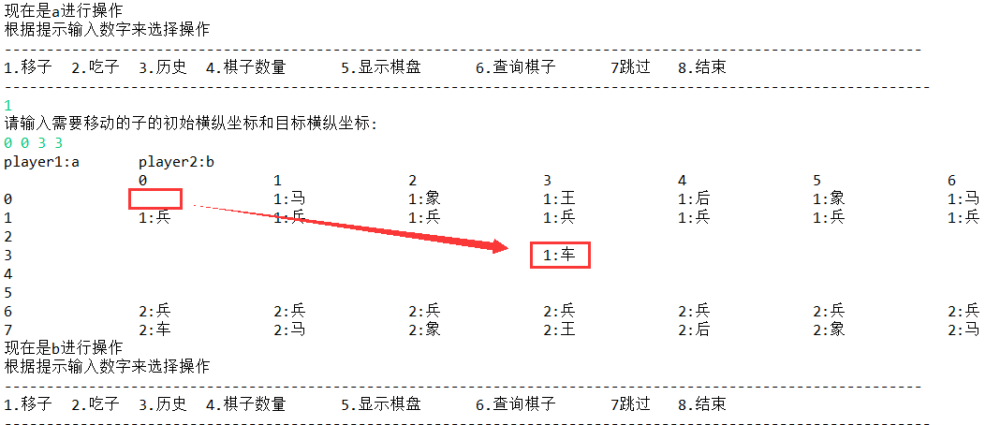 现在是a进行操作
根据提示输入数字来选择操作
---------------------------------------------------------------------------------------------------------------------
1.移子 2.吃子 3.历史 4.棋子数量 5.显示棋盘 6.查询棋子 7跳过 8.结束
----------------------------------------------------------------------------------------------------------------------
1
请输入需要移动的子的初始横纵坐标和目标横纵坐标:
0 0 3 3
player1:a player2:b
0 1 2 3 4 5 6
0 1:马 1:象 1:王 1:后 1:象 1:马
1 1:兵 1:兵 1:兵 1:兵 1:兵 1:兵 1:兵
2
3 1:车
4
5
6 2:兵 2:兵 2:兵 2:兵 2:兵 2:兵 2:兵
7 2:车 2:马 2:象 2:王 2:后 2:象 2:马
现在是b进行操作
根据提示输入数字来选择操作
---------------------------------------------------------------------------------------------------------------------
1.移子 2.吃子 3.历史 4.棋子数量 5.显示棋盘 6.查询棋子 7跳过 8.结束
----------------------------------------------------------------------------------------------------------------------